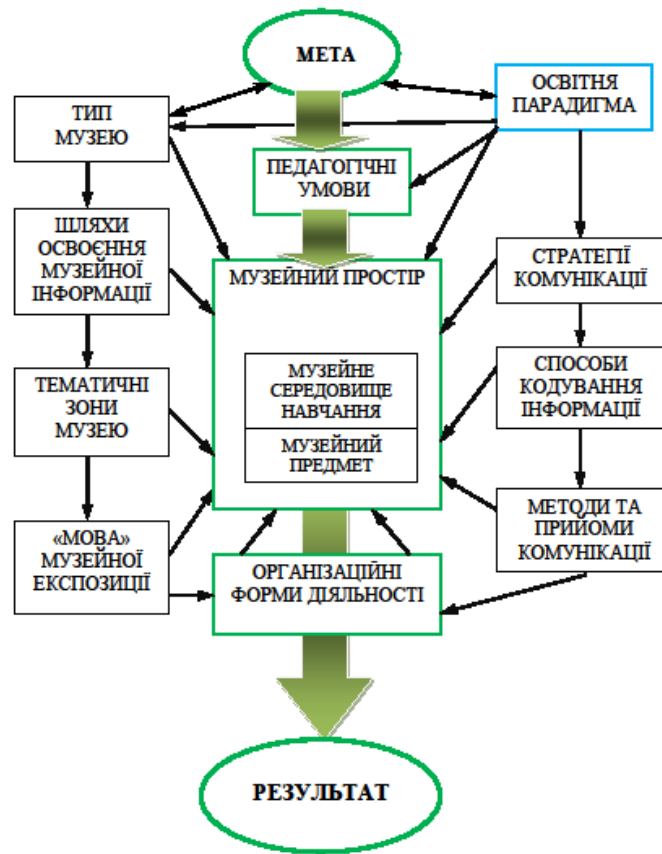 МЕТА
ОСВІТНЯ
ПАРАДИГМА
ТИП
МУЗЕЮ
ПЕДАГОГІЧНІ
УМОВИ
ШЛЯХИ
ОСВОЄННЯ
МУЗЕЙНОЇ
ІНФОРМАЦІЇ
МУЗЕЙНИЙ ПРОСТІР
СТРАТЕГІЇ
КОМУНІКАЦІЇ
МУЗЕЙНЕ
СЕРЕДОВИЩЕ
НАВЧАННЯ
МУЗЕЙНИЙ
ПРЕДМЕТ
СПОСОБИ
КОДУВАННЯ
ІНФОРМАЦІЇ
ТЕМАТИЧНІ
ЗОНИ
МУЗЕЮ
МЕТОДИ ТА
ПРИЙОМИ
КОМУНІКАЦІЇ
«МОВА»
МУЗЕЙНОЇ
ЕКСПОЗИЦІЇ
ОРГАНІЗАЦІЙНІ
ФОРМИ ДІЯЛЬНОСТІ
РЕЗУЛЬТАТ